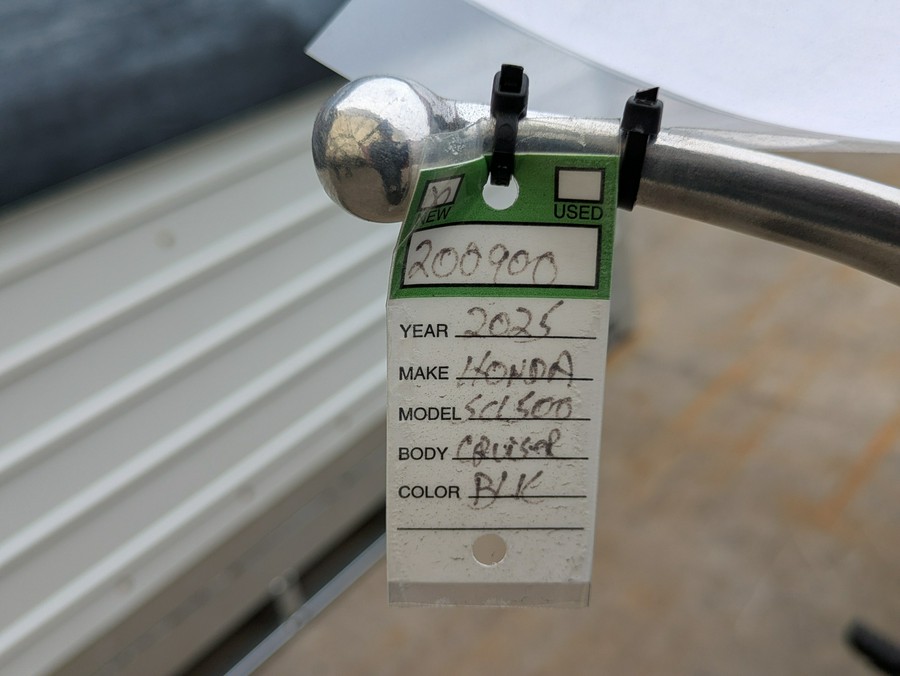 NEW USED
200900
YEAR 2025
MAKE HONDA
MODEL SCL500
BODY CRUISER
COLOR BLK